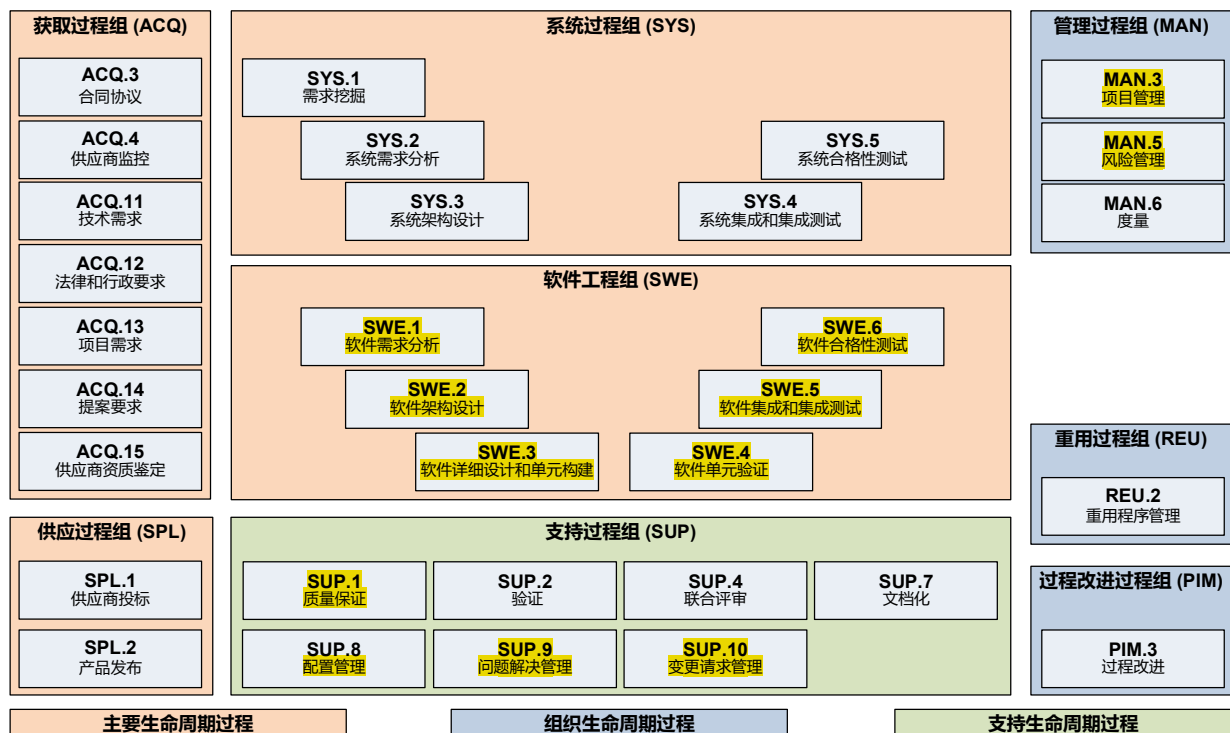 获取过程组 (ACQ)
ACQ.3
合同协议
ACQ.4
供应商监控
ACQ.11
技术需求
ACQ.12
法律和行政要求
ACQ.13
项目需求
ACQ.14
提案要求
ACQ.15
供应商资质鉴定
系统过程组 (SYS)
SYS.1
需求挖掘
SYS.2
系统需求分析
SYS.5
系统合格性测试
SYS.3
系统架构设计
SYS.4
系统集成和集成测试
软件工程组 (SWE)
SWE.1
软件需求分析
SWE.6
软件合格性测试
SWE.2
软件架构设计
SWE.5
软件集成和集成测试
SWE.3
软件详细设计和单元构建
SWE.4
软件单元验证
管理过程组 (MAN)
MAN.3
项目管理
MAN.5
风险管理
MAN.6
度量
重用过程组 (REU)
REU.2
重用程序管理
供应过程组 (SPL)
SPL.1
供应商投标
SPL.2
产品发布
支持过程组 (SUP)
SUP.1
质量保证
SUP.2
验证
SUP.4
联合评审
SUP.7
文档化
SUP.8
配置管理
SUP.9
问题解决管理
SUP.10
变更请求管理
过程改进过程组 (PIM)
PIM.3
过程改进
主要生命周期过程
组织生命周期过程
支持生命周期过程